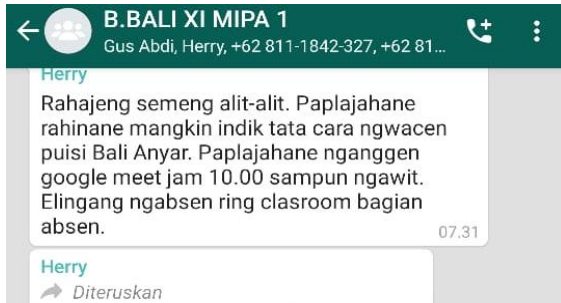 B.BALI XI MIPA 1
Gus Abdi, Herry, +62 811-1842-327, +62 81...
Herry
Rahajeng semeng alit-alit. Paplajahane
rahinane mangkin indik tata cara ngwacen
puisi Bali Anyar. Paplajahane nganggen
google meet jam 10.00 sampun ngawit.
Elingang ngabsen ring clasroom bagian
absen.
07.31
Herry
Diteruskan